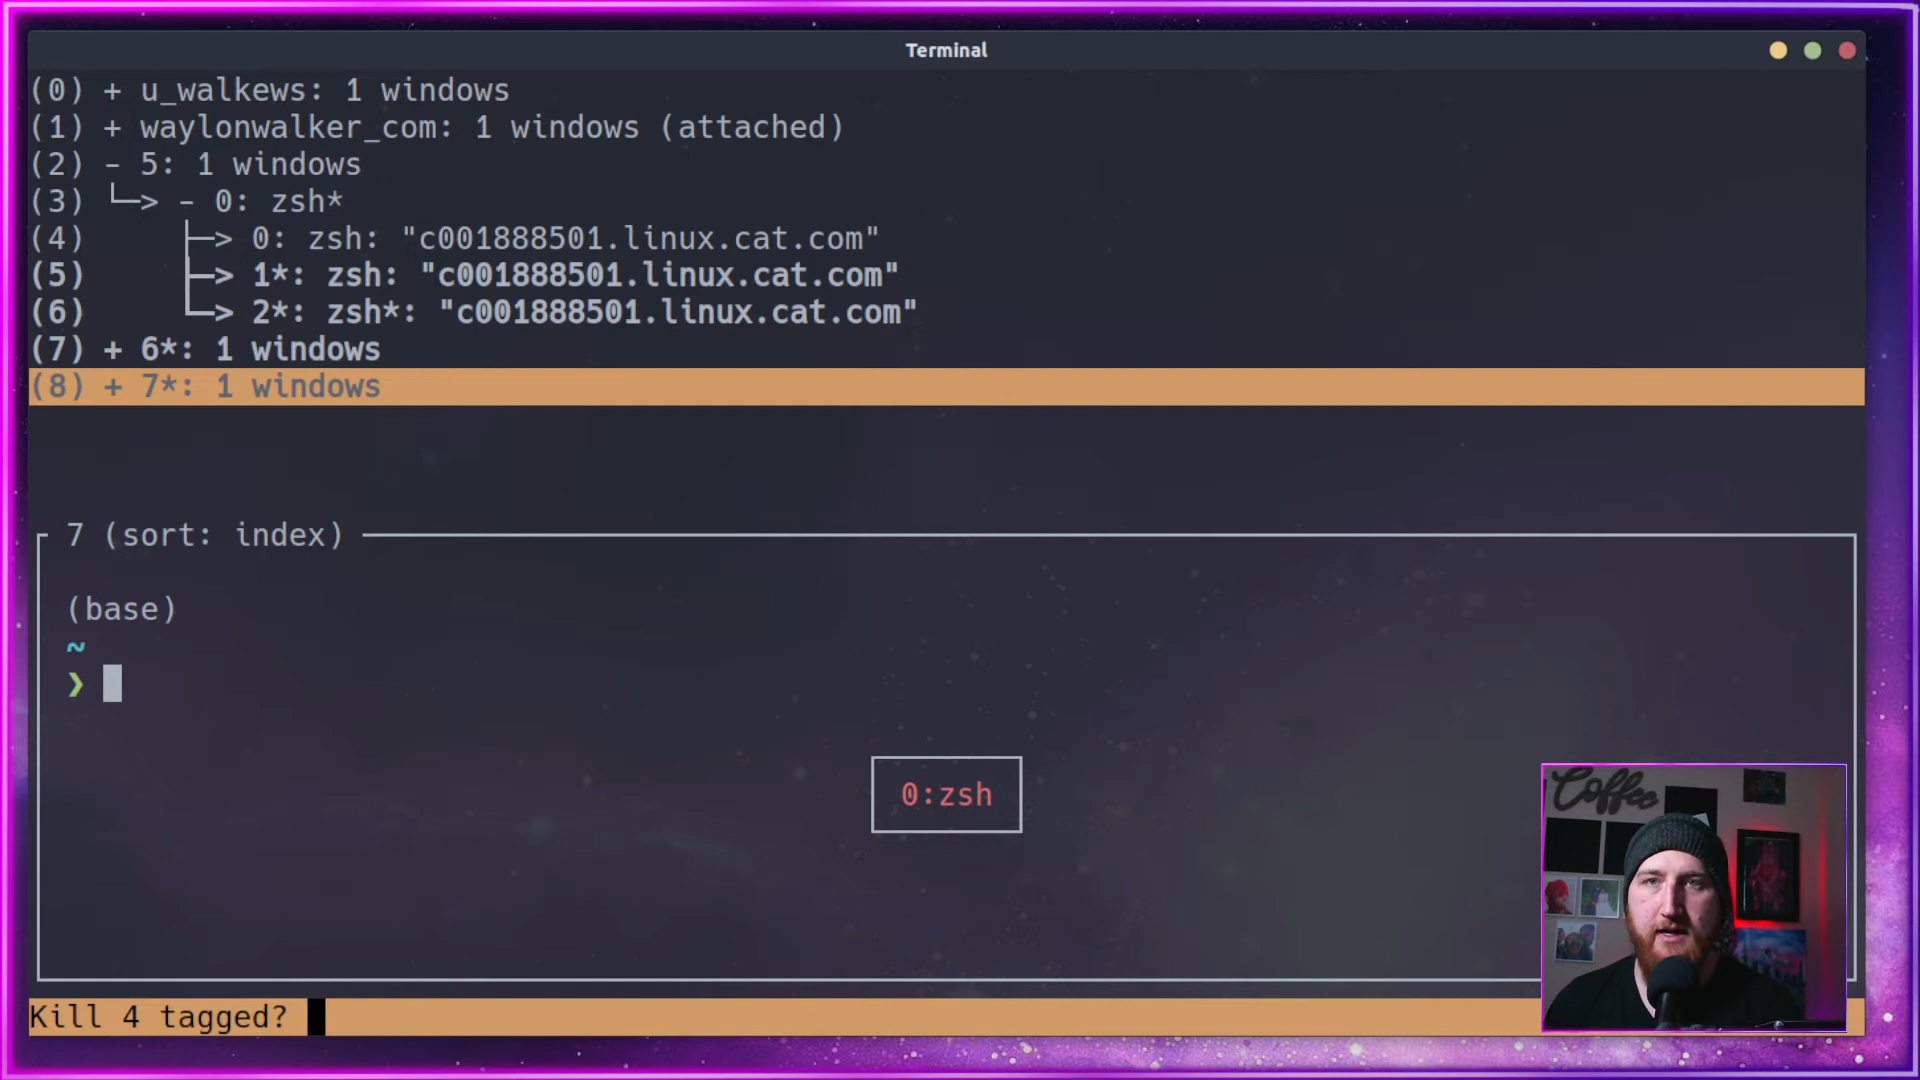 Terminal
(0) + u_walkews: 1 windows
(1) + waylonwalker_com: 1 windows (attached)
(2) - 5: 1 windows
(3) └─> - 0: zsh*
(4)     ├─> 0: zsh: "c001888501.linux.cat.com"
(5)     ├─> 1*: zsh: "c001888501.linux.cat.com"
(6)     └─> 2*: zsh*: "c001888501.linux.cat.com"
(7) + 6*: 1 windows
(8) + 7*: 1 windows
7 (sort: index)
(base)
~
❯
0:zsh
Coffee
Kill 4 tagged?